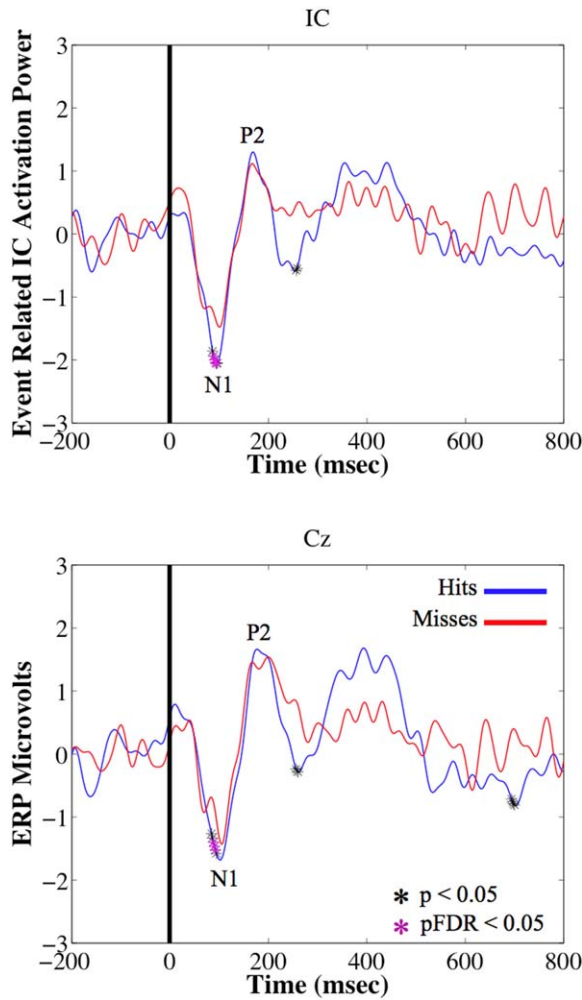 IC
Event Related IC Activation Power
3
2
1
0
−1
−2
−3
P2
N1
−200 0 200 400 600 800
Time (msec)
Cz
ERP Microvolts
3
2
1
0
−1
−2
−3
Hits
Misses
P2
N1
* p < 0.05
* pFDR < 0.05
−200 0 200 400 600 800
Time (msec)